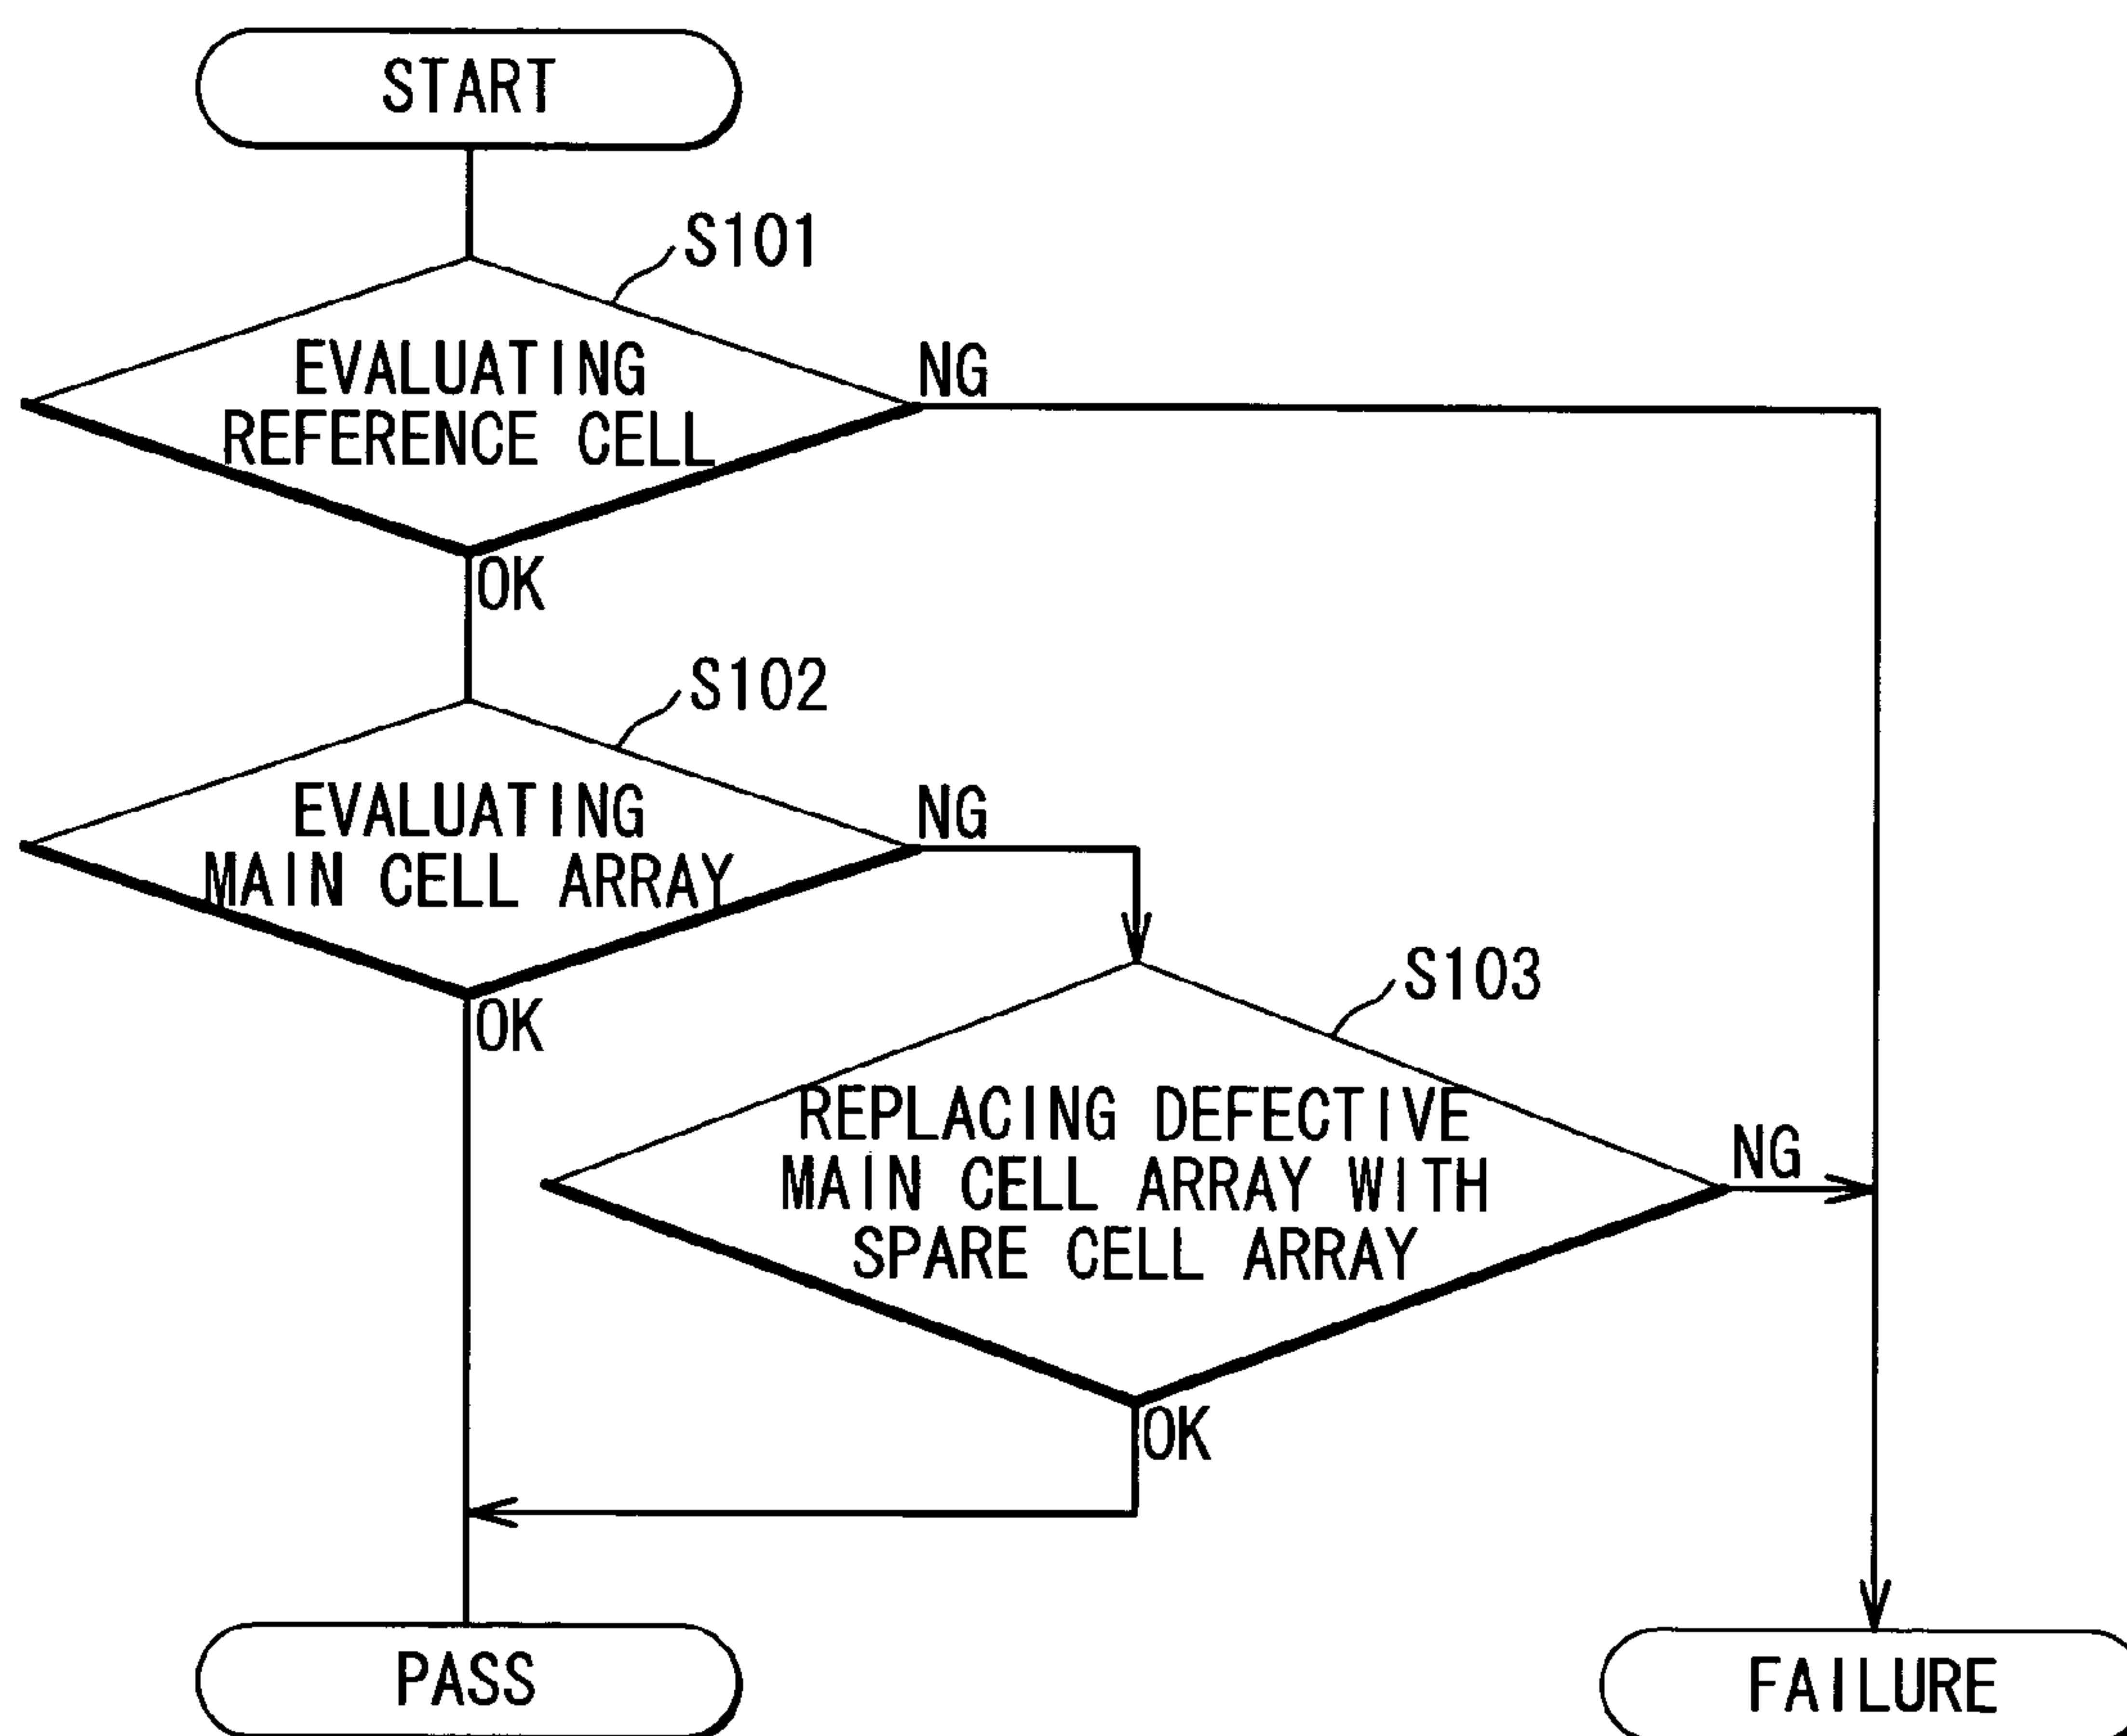 START
S101
EVALUATING
REFERENCE CELL
NG
OK
S102
EVALUATING
MAIN CELL ARRAY
NG
OK
S103
REPLACING DEFECTIVE
MAIN CELL ARRAY WITH
SPARE CELL ARRAY
NG
OK
PASS
FAILURE